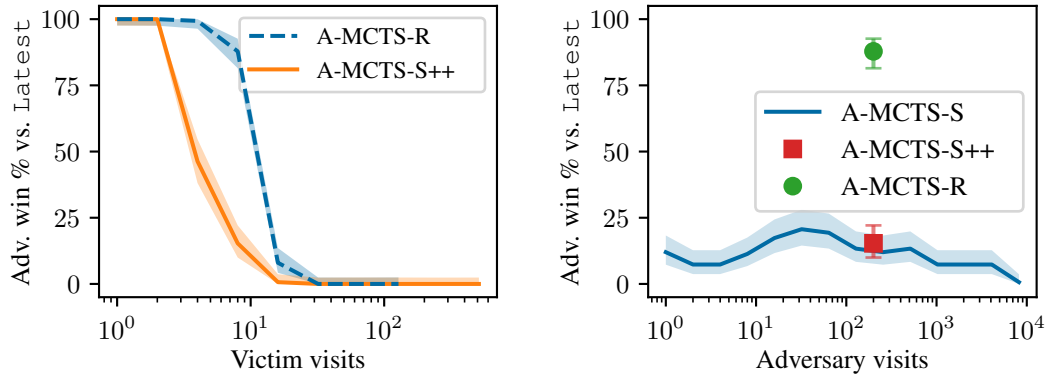 Adv. win % vs. Latest
100
75
50
25
0
A-MCTS-R
A-MCTS-S++
10^0
10^1
10^2
Victim visits
Adv. win % vs. Latest
100
75
50
25
0
A-MCTS-S
A-MCTS-S++
A-MCTS-R
10^0
10^1
10^2
10^3
10^4
Adversary visits